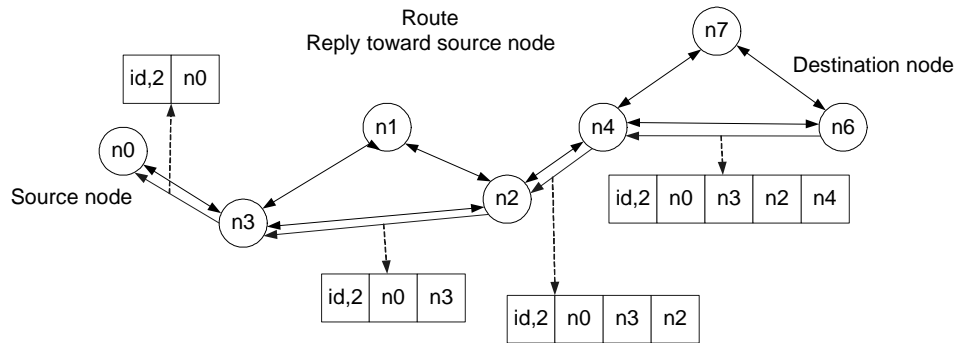 Route
Reply toward source node
n7
Destination node
id,2 n0
n1
n4
n6
n0
Source node
n3
n2
id,2 n0 n3 n2 n4
id,2 n0 n3
id,2 n0 n3 n2